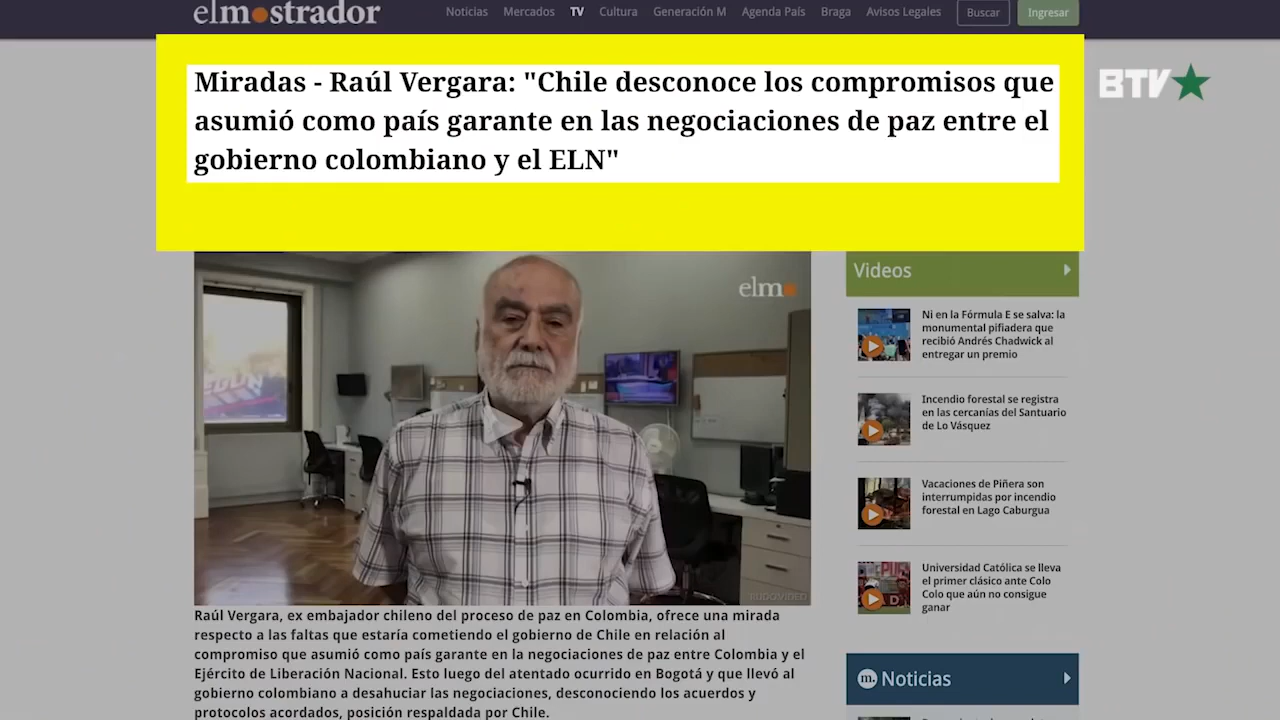 elmostrador
Noticias Mercados TV Cultura Generación M Agenda País Braga Avisos Legales Buscar Ingresar
Miradas - Raúl Vergara: "Chile desconoce los compromisos que
asumió como país garante en las negociaciones de paz entre el
gobierno colombiano y el ELN"
BTV
elm
RUDOVIDEO
Raúl Vergara, ex embajador chileno del proceso de paz en Colombia, ofrece una mirada
respecto a las faltas que estaría cometiendo el gobierno de Chile en relación al
compromiso que asumió como país garante en la negociaciones de paz entre Colombia y el
Ejército de Liberación Nacional. Esto luego del atentado ocurrido en Bogotá y que llevó al
gobierno colombiano a desahuciar las negociaciones, desconociendo los acuerdos y
protocolos acordados, posición respaldada por Chile.
Videos
Ni en la Fórmula E se salva: la
monumental pifiadera que
recibió Andrés Chadwick al
entregar un premio
Incendio forestal se registra
en las cercanías del Santuario
de Lo Vásquez
Vacaciones de Piñera son
interrumpidas por incendio
forestal en Lago Caburgua
Universidad Católica se lleva
el primer clásico ante Colo
Colo que aún no consigue
ganar
m. Noticias